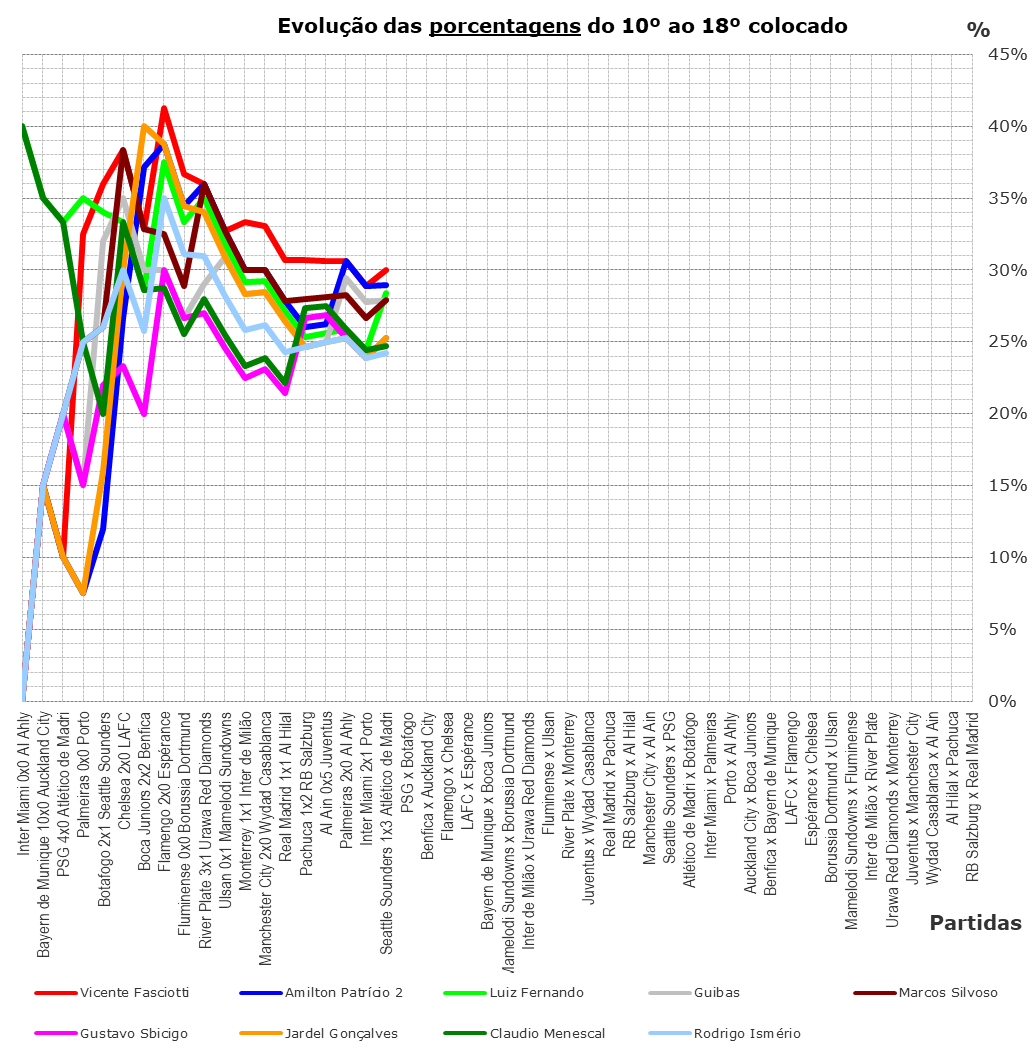 Evolução das porcentagens do 10º ao 18º colocado
%
45%
40%
35%
30%
25%
20%
15%
10%
5%
0%
Inter Miami 0x0 Al Ahly
Bayern de Munique 10x0 Auckland City
PSG 4x0 Atlético de Madri
Palmeiras 0x0 Porto
Botafogo 2x1 Seattle Sounders
Chelsea 2x0 LAFC
Boca Juniors 2x2 Benfica
Flamengo 2x0 Espérance
Fluminense 0x0 Borussia Dortmund
River Plate 3x1 Urawa Red Diamonds
Ulsan 0x1 Mamelodi Sundowns
Monterrey 1x1 Inter de Milão
Manchester City 2x0 Wydad Casablanca
Real Madrid 1x1 Al Hilal
Pachuca 1x2 RB Salzburg
Al Ain 0x5 Juventus
Palmeiras 2x0 Al Ahly
Inter Miami 2x1 Porto
Seattle Sounders 1x3 Atlético de Madri
PSG x Botafogo
Benfica x Auckland City
Flamengo x Chelsea
LAFC x Espérance
Bayern de Munique x Boca Juniors
Mamelodi Sundowns x Borussia Dortmund
Inter de Milão x Urawa Red Diamonds
Fluminense x Ulsan
River Plate x Monterrey
Juventus x Wydad Casablanca
Real Madrid x Pachuca
RB Salzburg x Al Hilal
Manchester City x Al Ain
Seattle Sounders x PSG
Atlético de Madri x Botafogo
Inter Miami x Palmeiras
Porto x Al Ahly
Auckland City x Boca Juniors
Benfica x Bayern de Munique
LAFC x Flamengo
Espérance x Chelsea
Borussia Dortmund x Ulsan
Mamelodi Sundowns x Fluminense
Inter de Milão x River Plate
Urawa Red Diamonds x Monterrey
Juventus x Manchester City
Wydad Casablanca x Al Ain
Al Hilal x Pachuca
RB Salzburg x Real Madrid
Partidas
Vicente Fasciotti
Amilton Patrício 2
Luiz Fernando
Guibas
Marcos Silvoso
Gustavo Sbicigo
Jardel Gonçalves
Claudio Menescal
Rodrigo Ismério